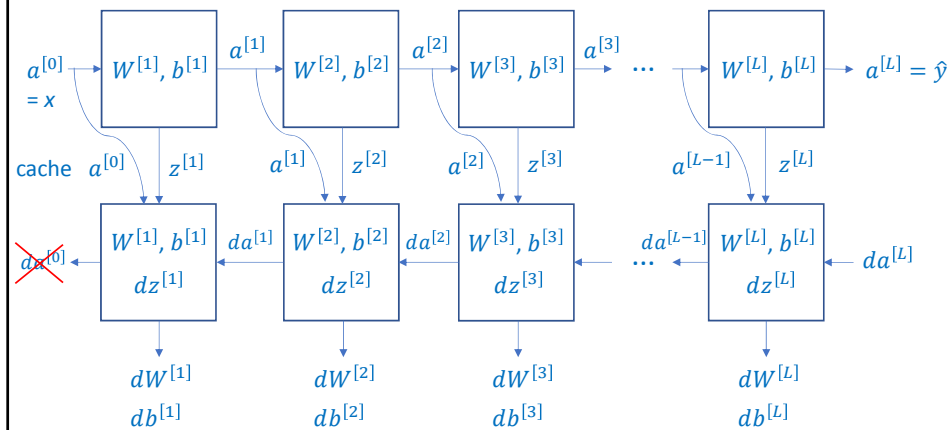 a^[0] = x
W^[1], b^[1]
a^[1]
W^[2], b^[2]
a^[2]
W^[3], b^[3]
a^[3]
...
W^[L], b^[L]
a^[L] = ŷ
cache
a^[0]
z^[1]
a^[1]
z^[2]
a^[2]
z^[3]
a^[L−1]
z^[L]
da^[0]
W^[1], b^[1]
dz^[1]
da^[1]
W^[2], b^[2]
dz^[2]
da^[2]
W^[3], b^[3]
dz^[3]
...
da^[L−1]
W^[L], b^[L]
dz^[L]
da^[L]
dW^[1]
db^[1]
dW^[2]
db^[2]
dW^[3]
db^[3]
dW^[L]
db^[L]